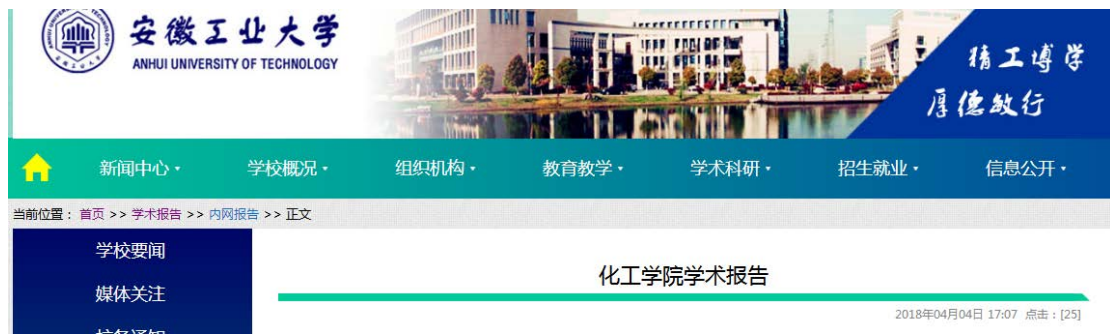 安徽工业大学
ANHUI UNIVERSITY OF TECHNOLOGY
精工博学
厚德敏行
新闻中心
学校概况
组织机构
教育教学
学术科研
招生就业
信息公开
当前位置： 首页 >> 学术报告 >> 内网报告 >> 正文
学校要闻
媒体关注
化工学院学术报告
2018年04月04日 17:07 点击：[25]